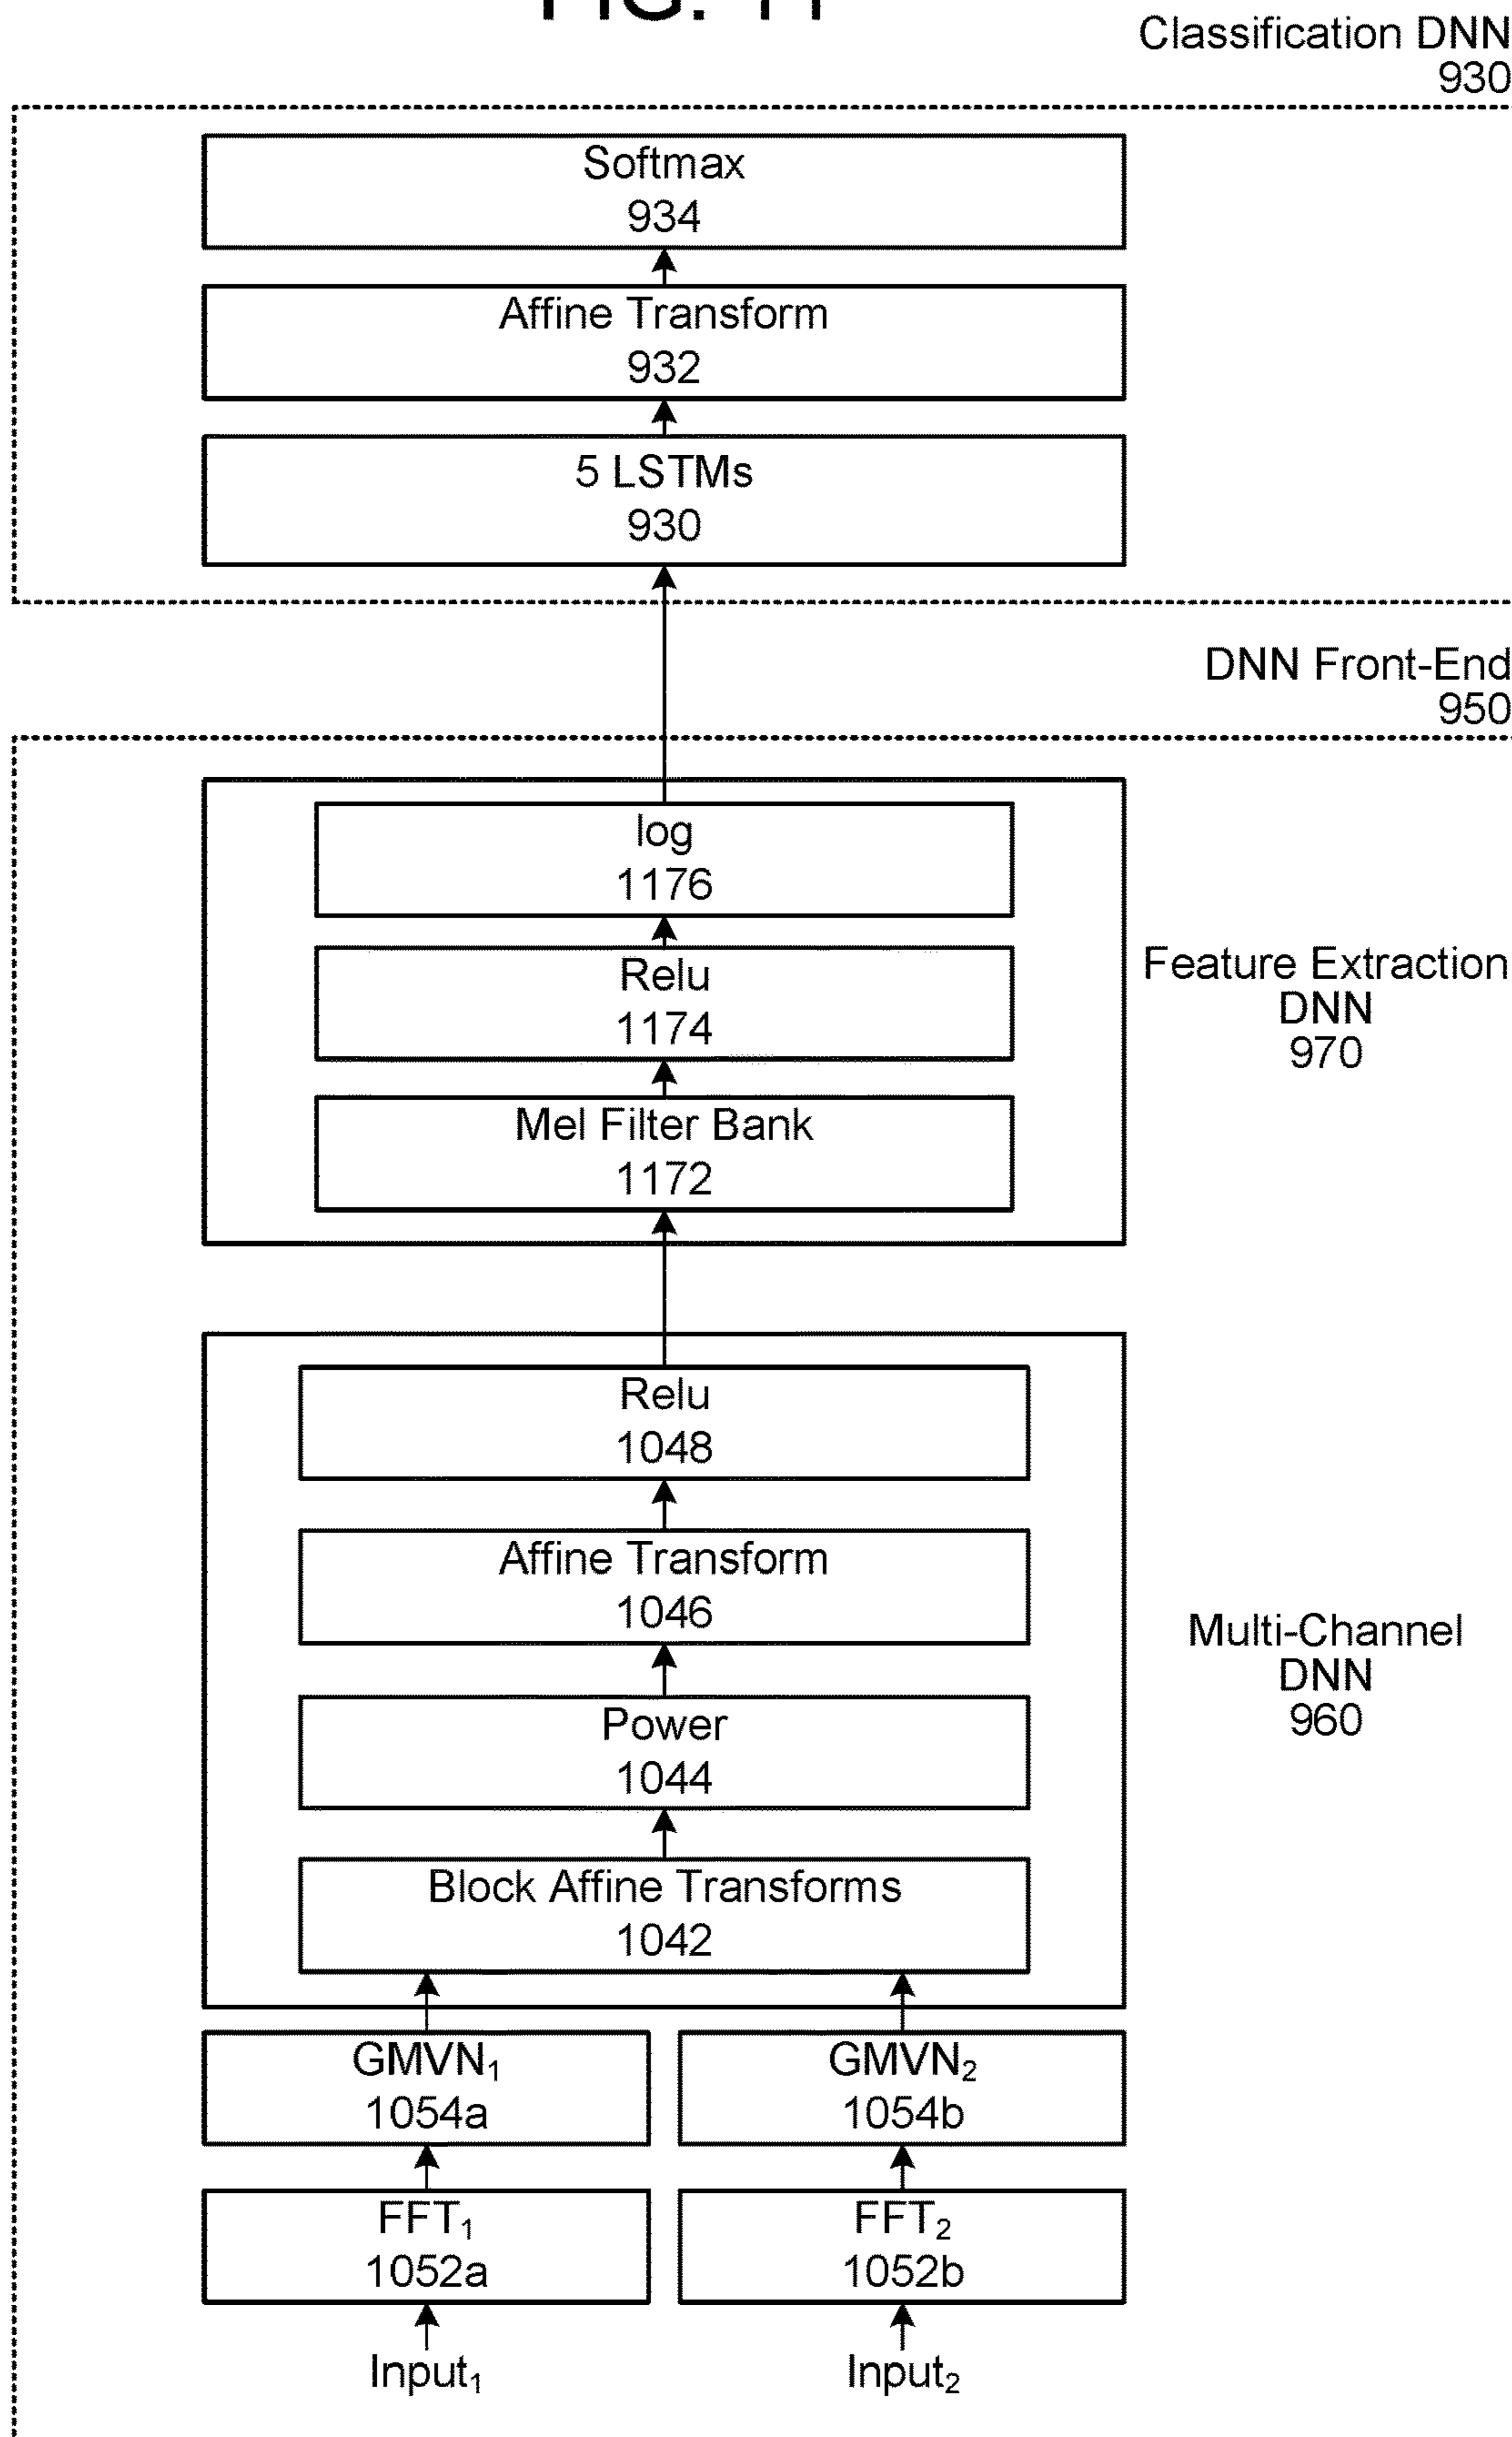 FIG. 11
Classification DNN
930
Softmax
934
Affine Transform
932
5 LSTMs
930
DNN Front-End
950
log
1176
Relu
1174
Mel Filter Bank
1172
Feature Extraction
DNN
970
Relu
1048
Affine Transform
1046
Power
1044
Block Affine Transforms
1042
Multi-Channel
DNN
960
GMVN₁
1054a
GMVN₂
1054b
FFT₁
1052a
FFT₂
1052b
Input₁
Input₂